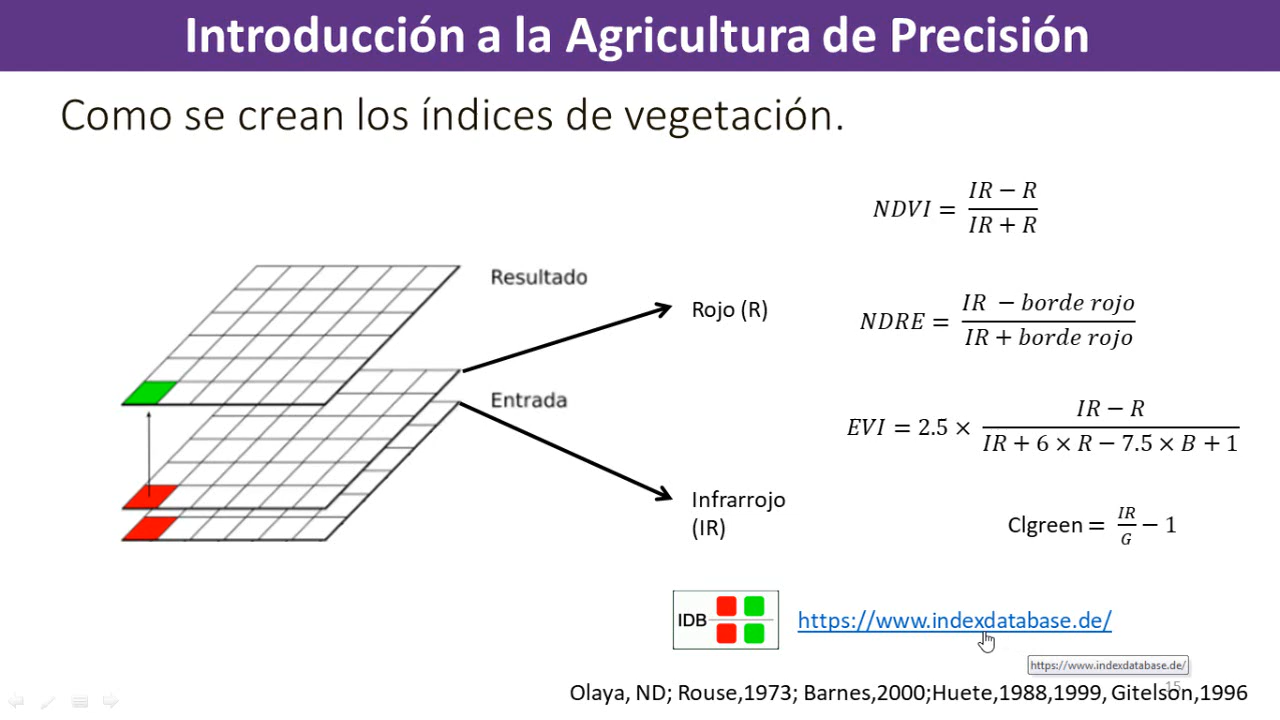 Introducción a la Agricultura de Precisión
Como se crean los índices de vegetación.
Resultado
Entrada
Rojo (R)
Infrarrojo
(IR)
NDVI = (IR − R) / (IR + R)
NDRE = (IR − borde rojo) / (IR + borde rojo)
EVI = 2.5 × (IR − R) / (IR + 6 × R − 7.5 × B + 1)
Clgreen = IR / G − 1
IDB
https://www.indexdatabase.de/
https://www.indexdatabase.de/
15
Olaya, ND; Rouse,1973; Barnes,2000;Huete,1988,1999, Gitelson,1996